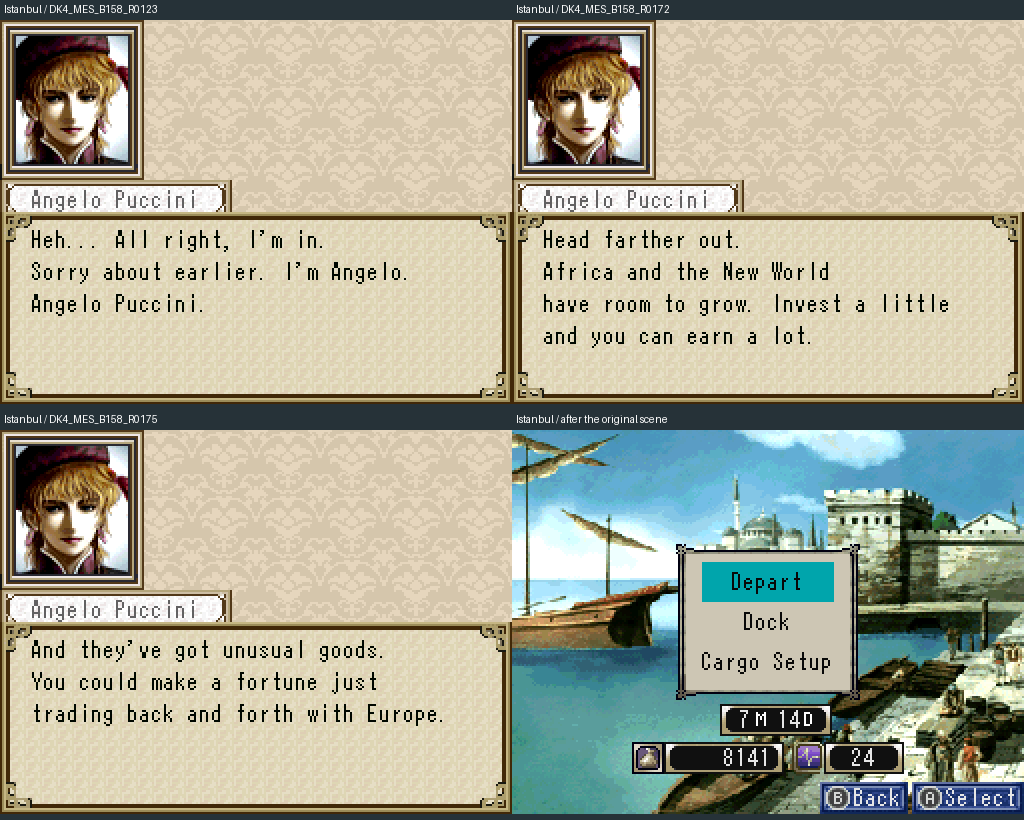 Istanbul / DK4_MES_B158_R0123
Angelo Puccini
Heh... All right, I'm in.
Sorry about earlier. I'm Angelo.
Angelo Puccini.
Istanbul / DK4_MES_B158_R0172
Angelo Puccini
Head farther out.
Africa and the New World
have room to grow. Invest a little
and you can earn a lot.
Istanbul / DK4_MES_B158_R0175
Angelo Puccini
And they've got unusual goods.
You could make a fortune just
trading back and forth with Europe.
Istanbul / after the original scene
Depart
Dock
Cargo Setup
7M 14D
8141 24
B Back A Select